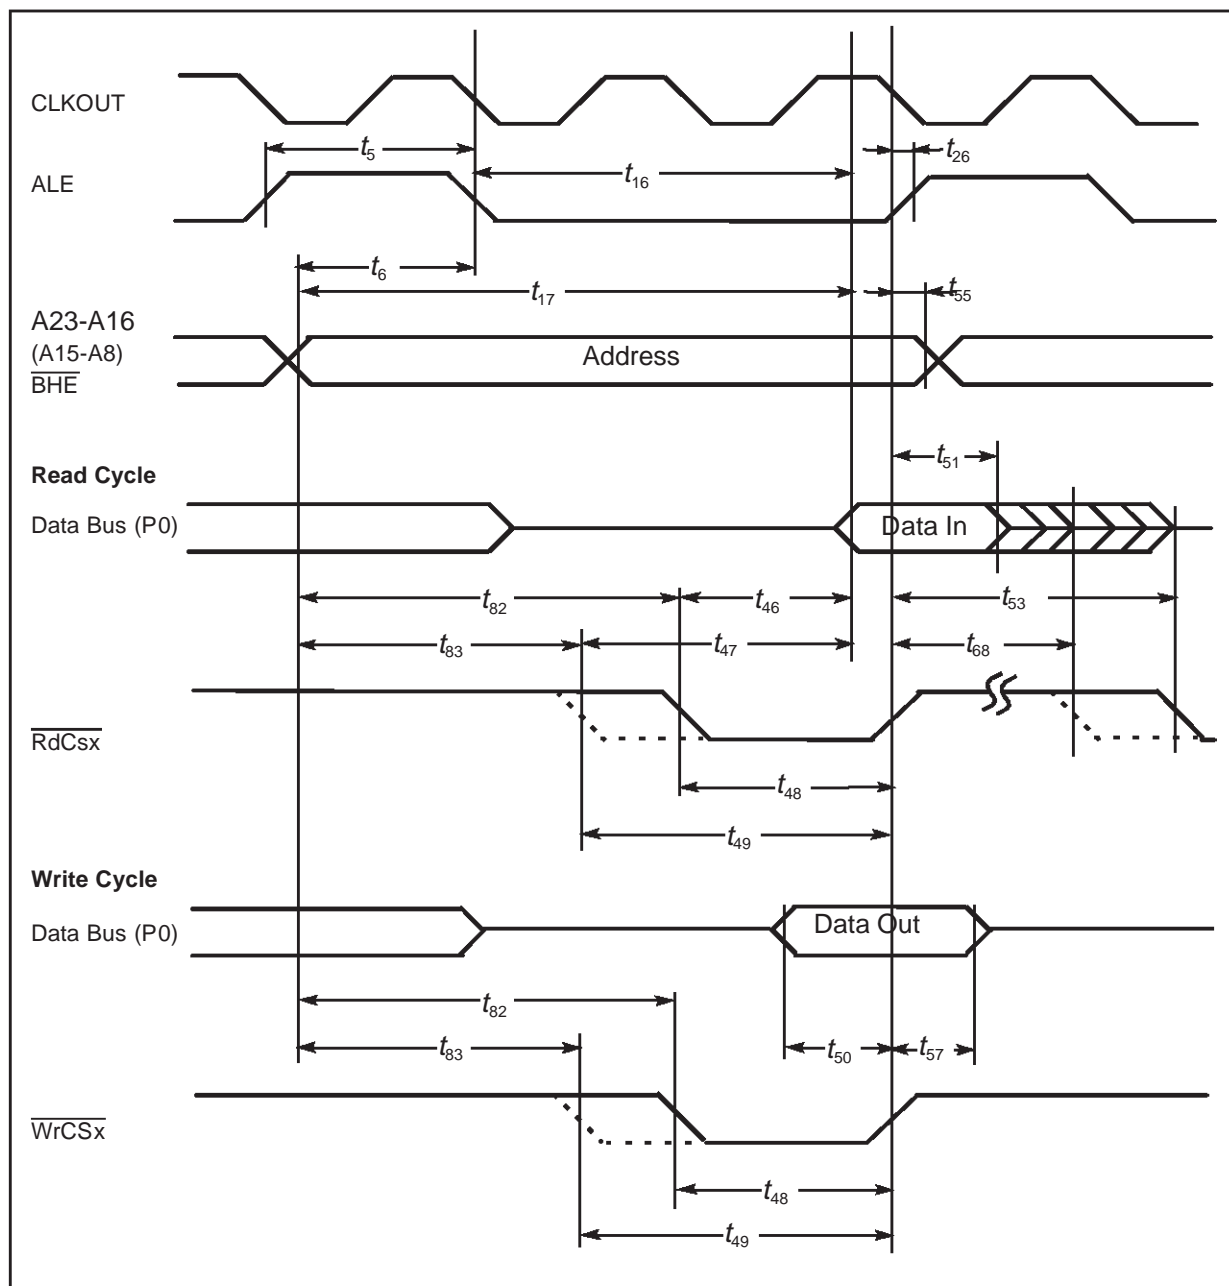 CLKOUT
t5
t26
ALE
t16
t6
t17
t55
A23-A16
(A15-A8)
BHE
Address
t51
Read Cycle
Data Bus (P0)
Data In
t82
t46
t53
t83
t47
t68
RdCsx
t48
t49
Write Cycle
Data Bus (P0)
Data Out
t82
t83
t50
t57
WrCSx
t48
t49